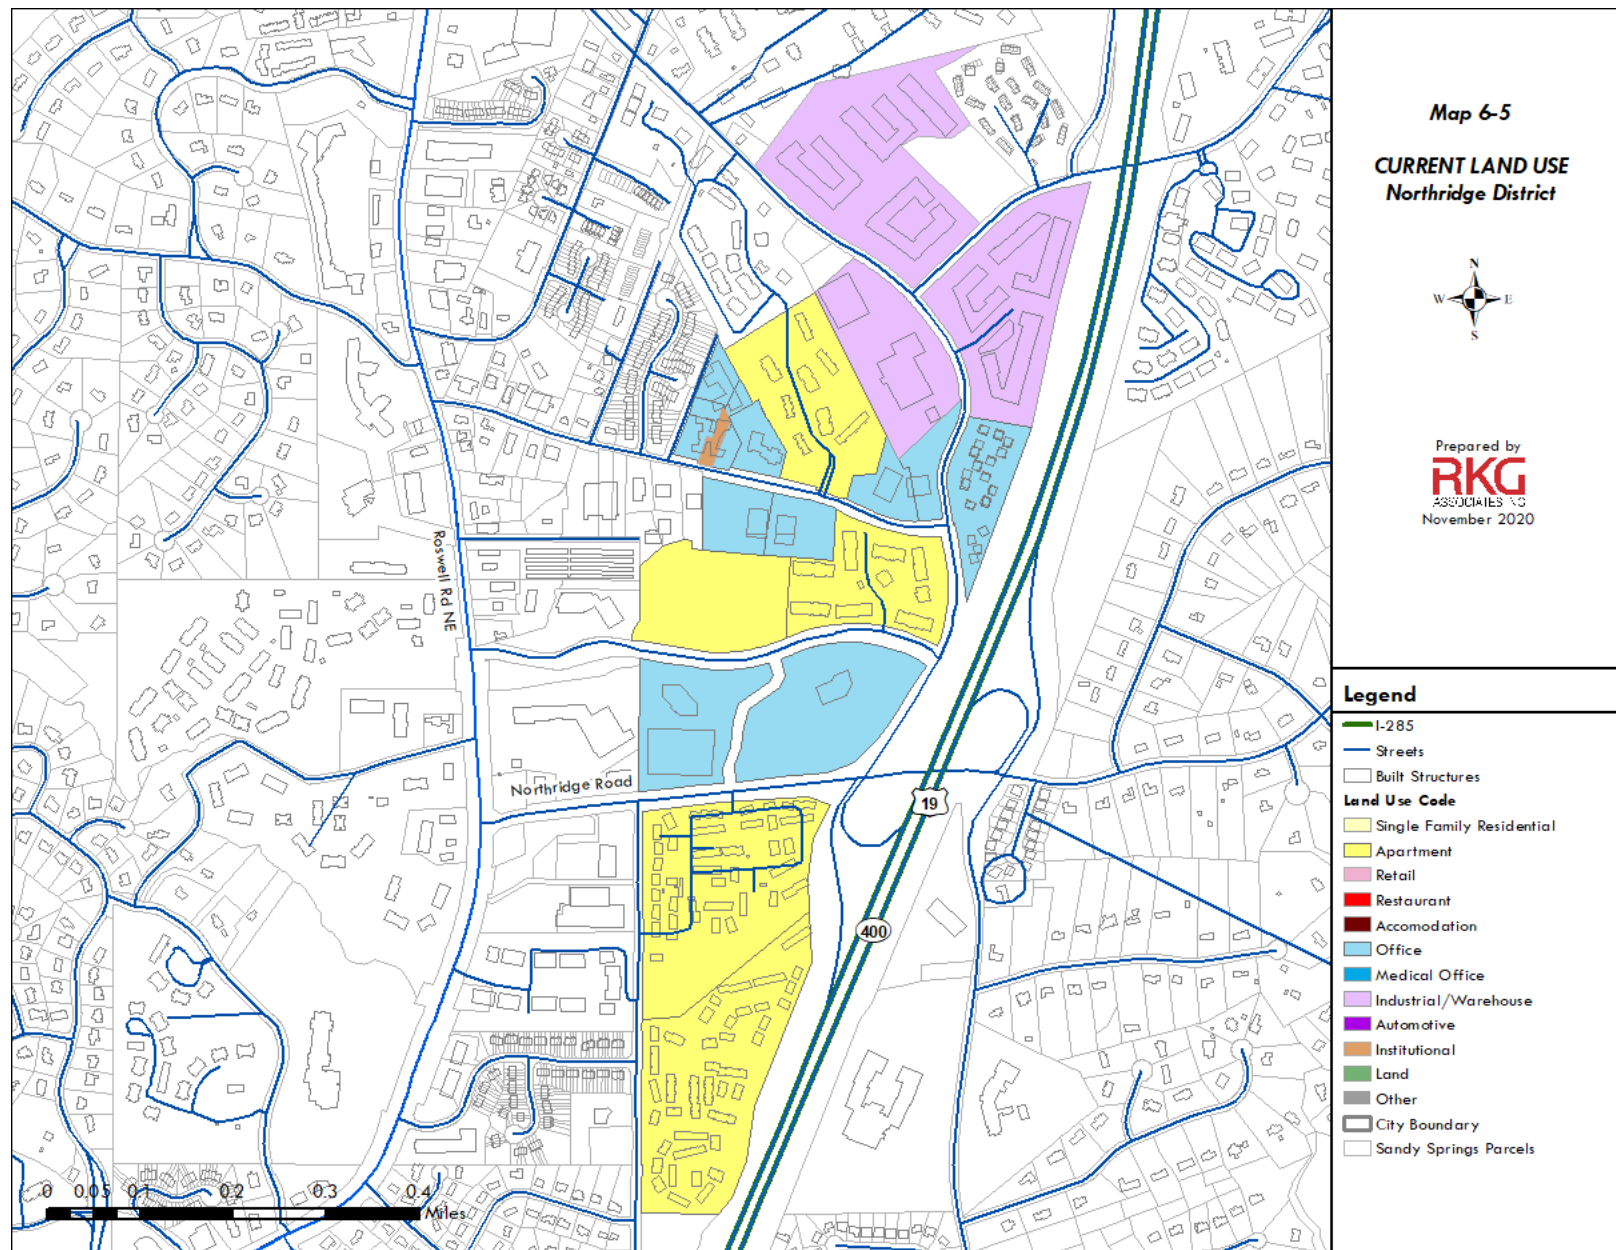 Map 6-5
CURRENT LAND USE
Northridge District
N
W E
S
Prepared by
RKG
ASSOCIATES INC
November 2020
Legend
I-285
Streets
Built Structures
Land Use Code
Single Family Residential
Apartment
Retail
Restaurant
Accomodation
Office
Medical Office
Industrial/Warehouse
Automotive
Institutional
Land
Other
City Boundary
Sandy Springs Parcels
Roswell Rd NE
Northridge Road
19
400
0 0.05 0.1 0.2 0.3 0.4
Miles